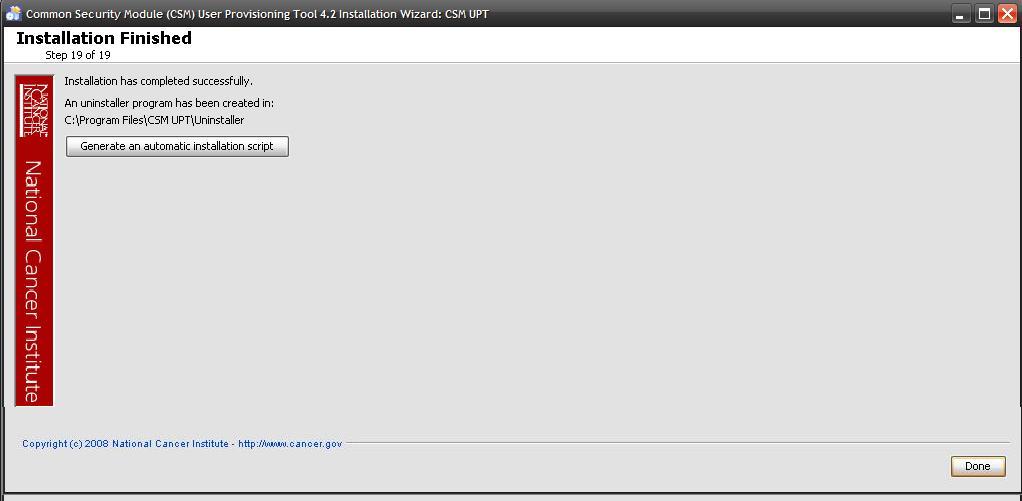 Common Security Module (CSM) User Provisioning Tool 4.2 Installation Wizard: CSM UPT
Installation Finished
Step 19 of 19
Installation has completed successfully.
An uninstaller program has been created in:
C:\Program Files\CSM UPT\Uninstaller
Generate an automatic installation script
NATIONAL
CANCER
INSTITUTE
National Cancer Institute
Copyright (c) 2008 National Cancer Institute - http://www.cancer.gov
Done